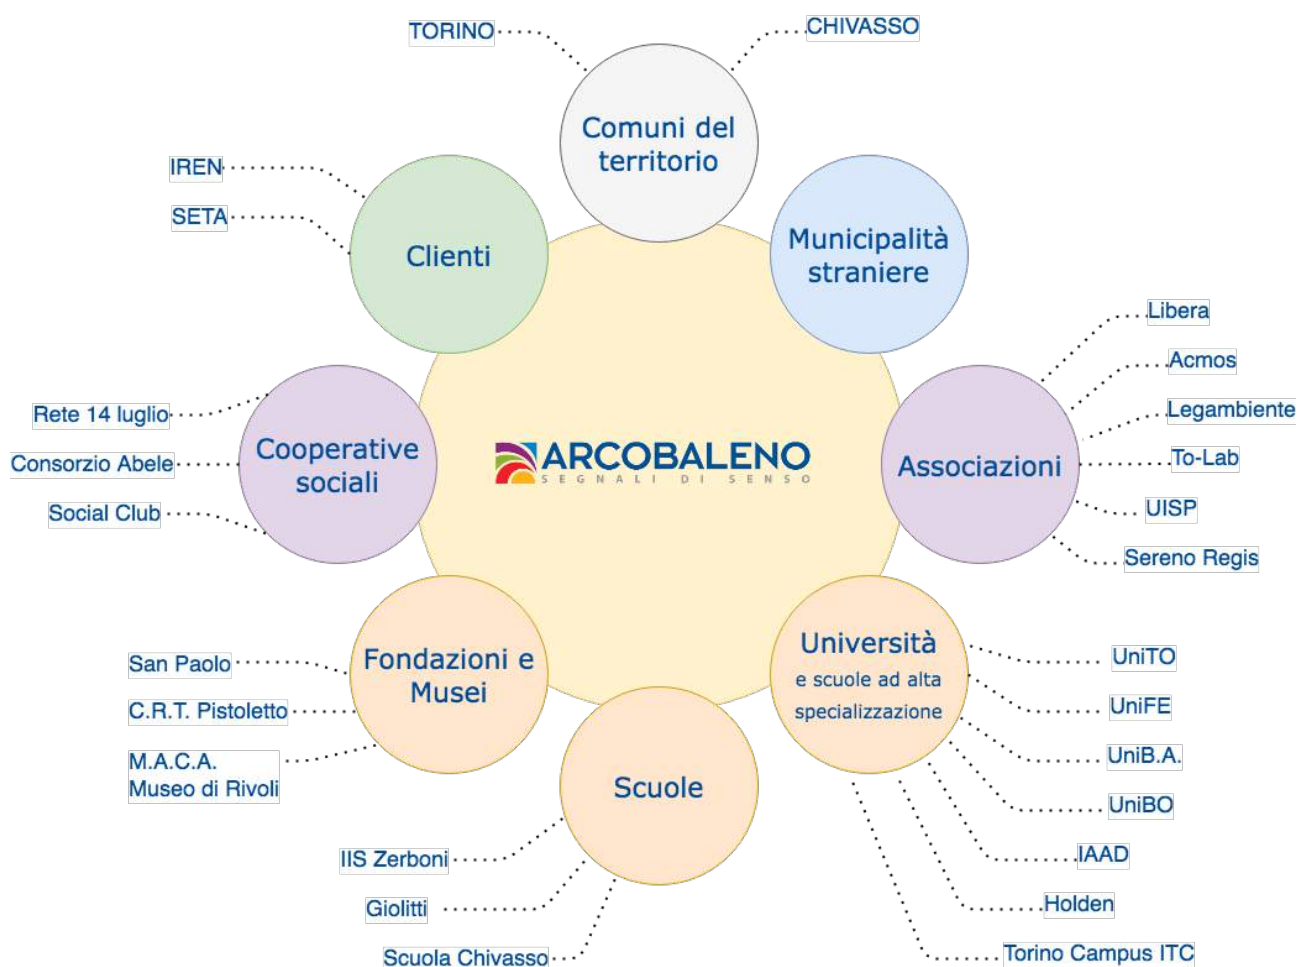 TORINO
CHIVASSO
Comuni del
territorio
IREN
SETA
Clienti
Municipalità
straniere
Libera
Acmos
Legambiente
To-Lab
UISP
Sereno Regis
Associazioni
Rete 14 luglio
Consorzio Abele
Social Club
Cooperative
sociali
ARCOBALENO
SEGNALI DI SENSO
San Paolo
C.R.T. Pistoletto
M.A.C.A.
Museo di Rivoli
Fondazioni e
Musei
Università
e scuole ad alta
specializzazione
UniTO
UniFE
UniB.A.
UniBO
IAAD
Holden
Torino Campus ITC
Scuole
IIS Zerboni
Giolitti
Scuola Chivasso